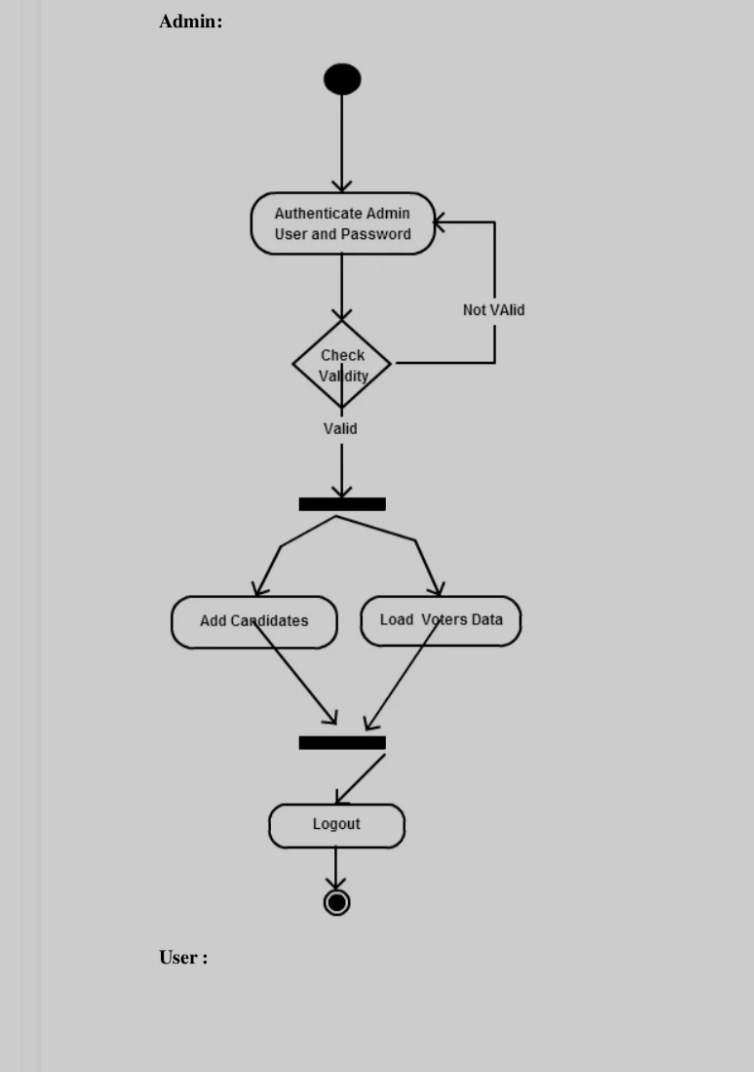 Admin:
Authenticate Admin
User and Password
Not VAlid
Check
Validity
Valid
Add Candidates
Load Voters Data
Logout
User :